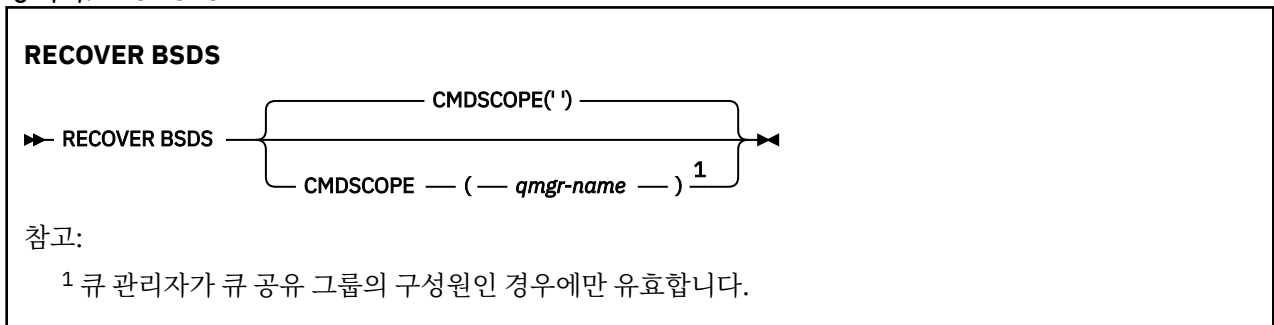 RECOVER BSDS
CMDSCOPE(' ')
RECOVER BSDS
CMDSCOPE ( qmgr-name ) 1
참고:
1 큐 관리자가 큐 공유 그룹의 구성원인 경우에만 유효합니다.